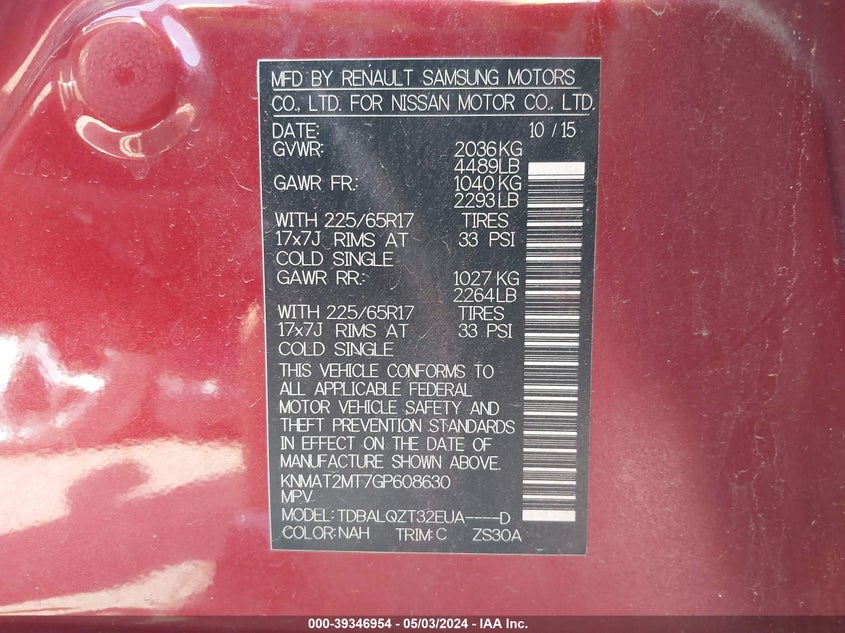 MFD BY RENAULT SAMSUNG MOTORS
CO., LTD. FOR NISSAN MOTOR CO., LTD.
DATE: 10 / 15
GVWR: 2036 KG
4489LB
GAWR FR.: 1040 KG
2293 LB
WITH 225/65R17 TIRES
17x7J RIMS AT 33 PSI
COLD SINGLE
GAWR RR.: 1027 KG
2264 LB
WITH 225/65R17 TIRES
17x7J RIMS AT 33 PSI
COLD SINGLE
THIS VEHICLE CONFORMS TO
ALL APPLICABLE FEDERAL
MOTOR VEHICLE SAFETY AND
THEFT PREVENTION STANDARDS
IN EFFECT ON THE DATE OF
MANUFACTURE SHOWN ABOVE.
KNMAT2MT7GP608630
MPV
MODEL: TDBALQZT32EUA----D
COLOR: NAH TRIM: C ZS30A
000-39346954 - 05/03/2024 - IAA Inc.